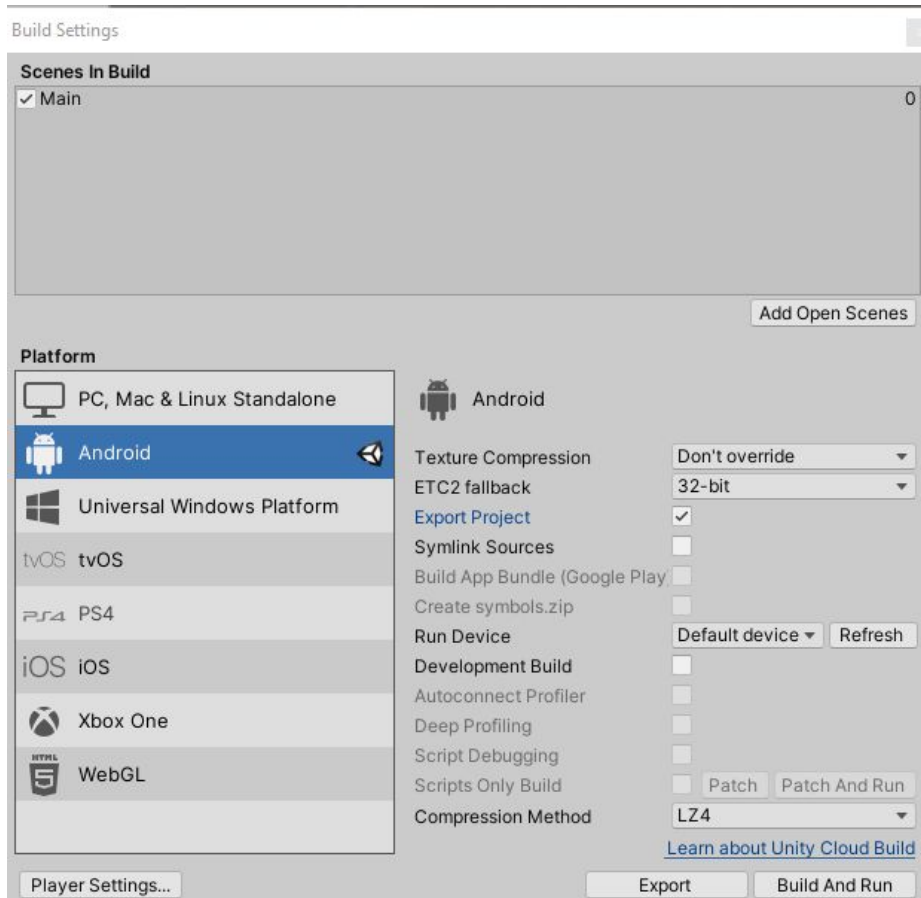 Build Settings
Scenes In Build
Main 0
Add Open Scenes
Platform
PC, Mac & Linux Standalone
Android
Universal Windows Platform
tvOS tvOS
PS4 PS4
iOS iOS
Xbox One
HTML 5 WebGL
Android
Texture Compression Don't override
ETC2 fallback 32-bit
Export Project
Symlink Sources
Build App Bundle (Google Play)
Create symbols.zip
Run Device Default device Refresh
Development Build
Autoconnect Profiler
Deep Profiling
Script Debugging
Scripts Only Build Patch Patch And Run
Compression Method LZ4
Learn about Unity Cloud Build
Player Settings... Export Build And Run